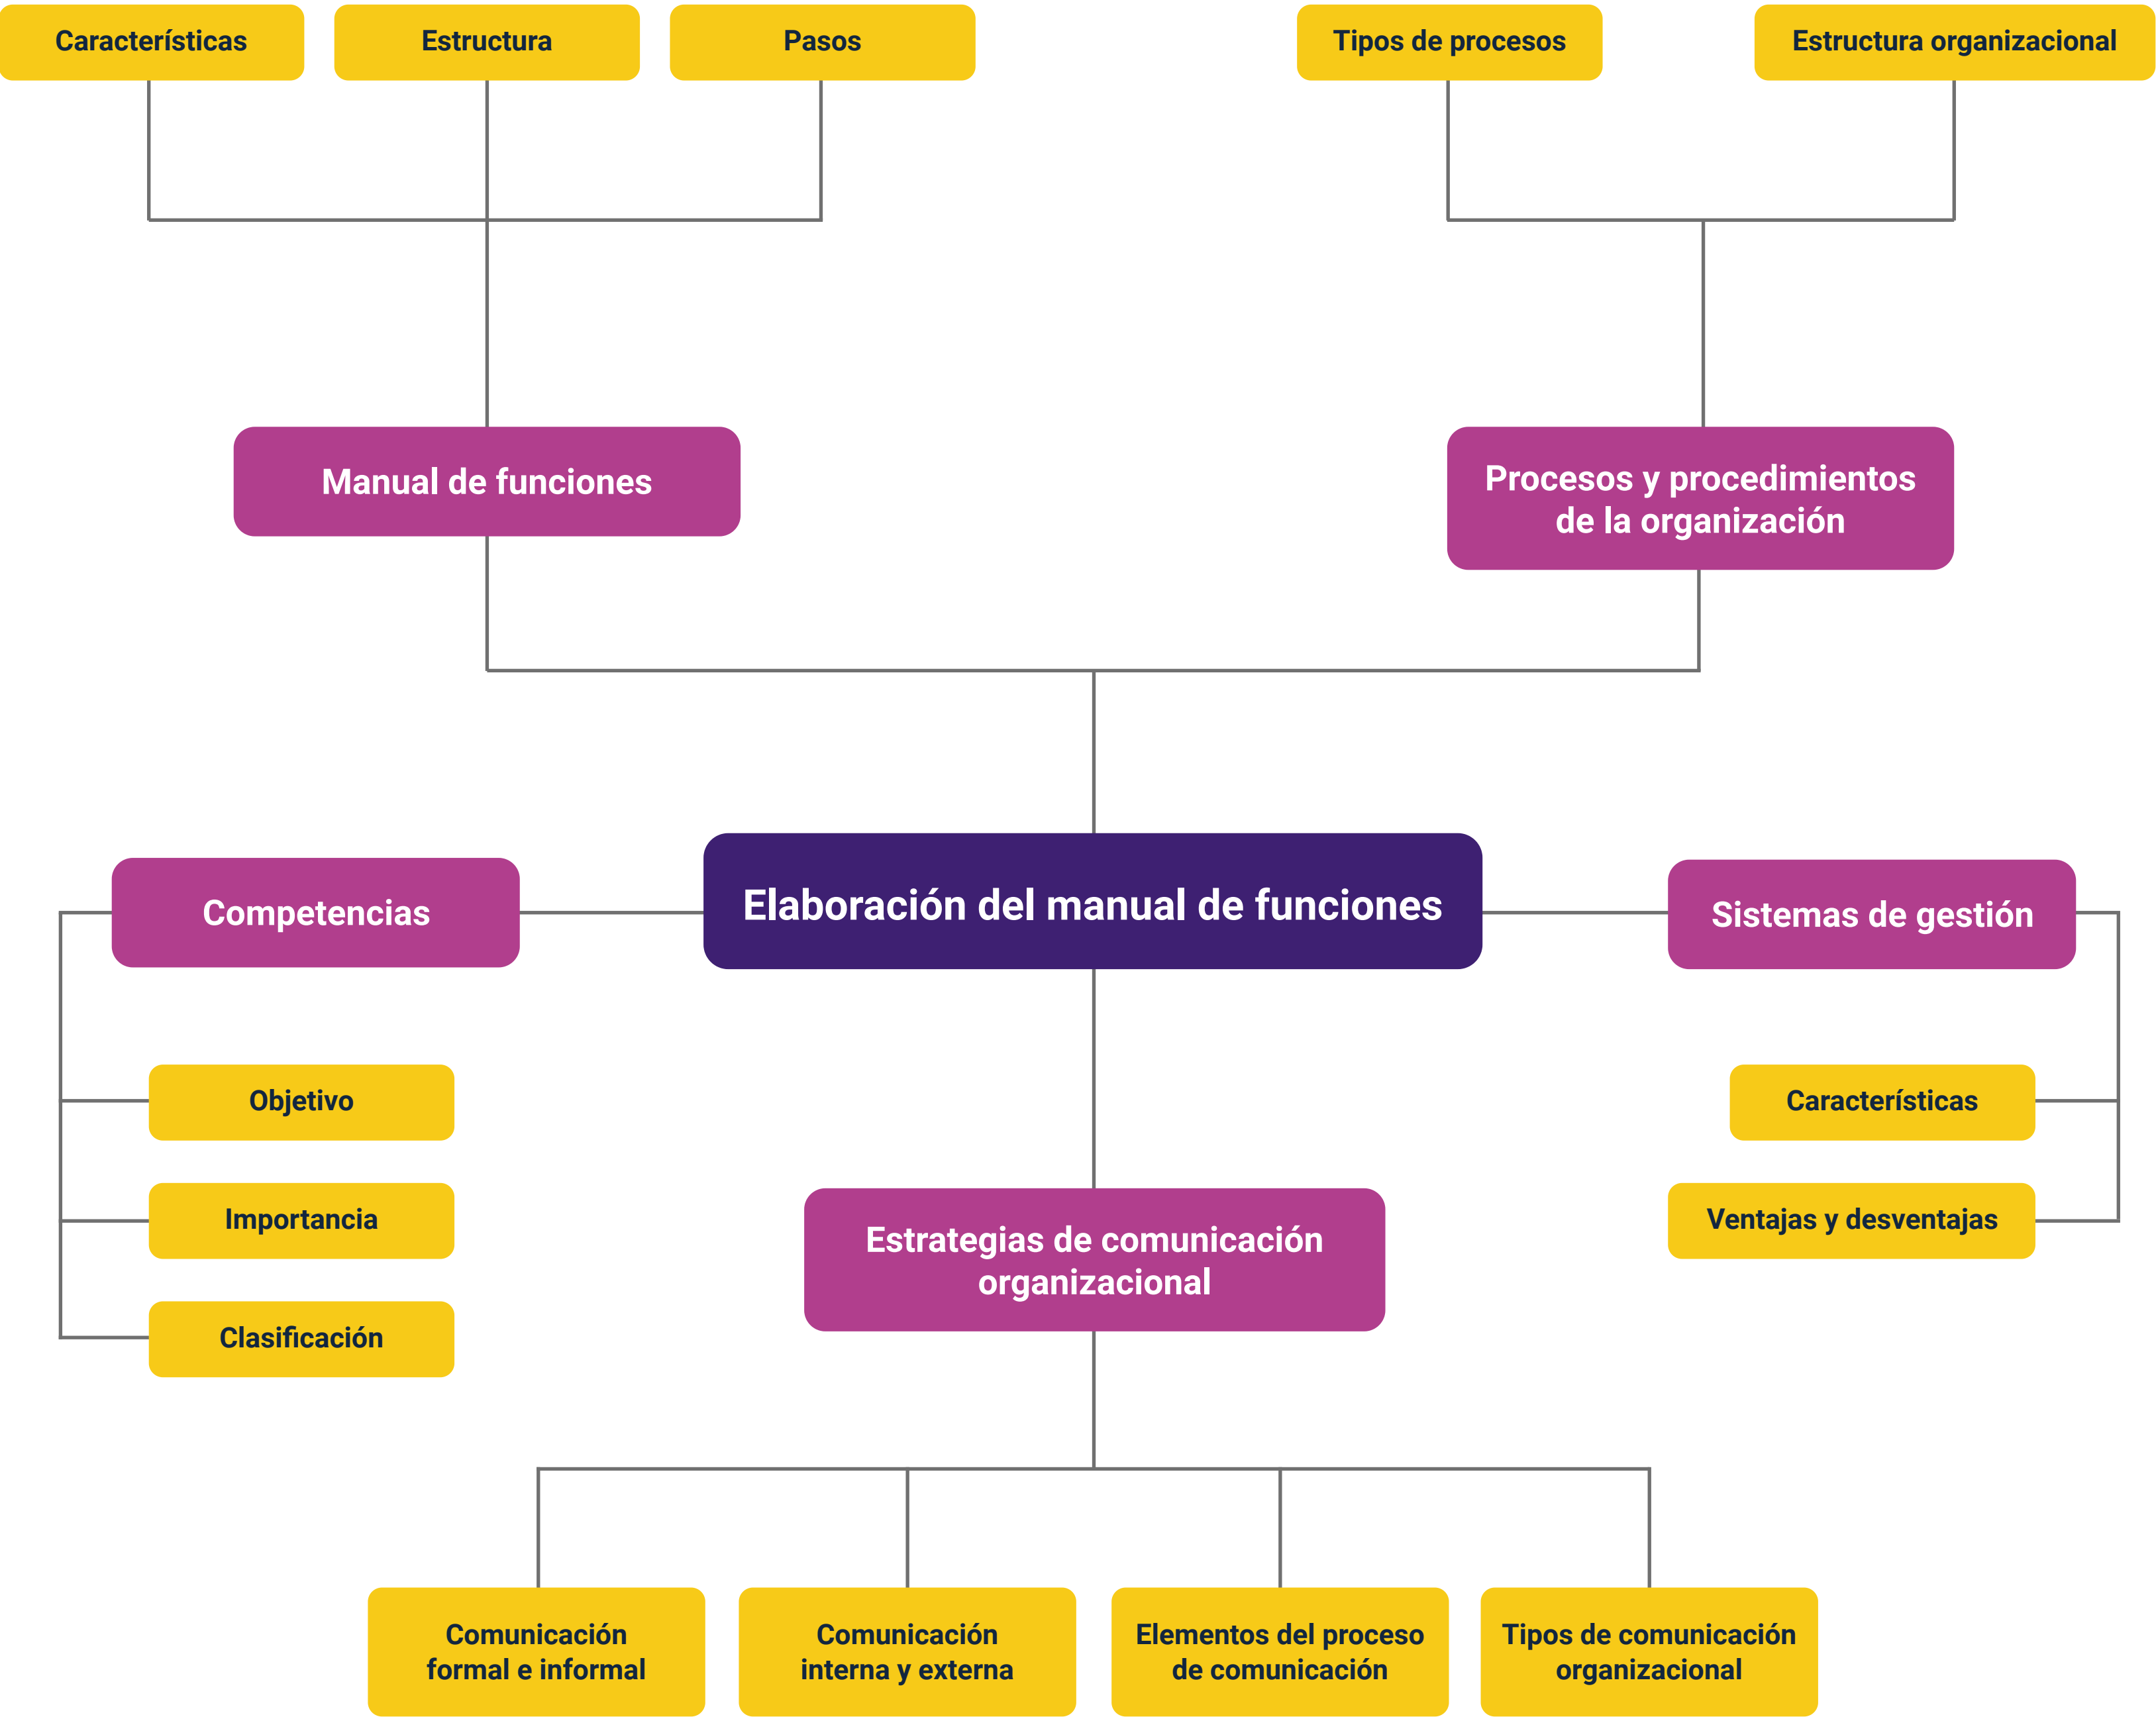 Características
Estructura
Pasos
Tipos de procesos
Estructura organizacional
Manual de funciones
Procesos y procedimientos
de la organización
Elaboración del manual de funciones
Competencias
Sistemas de gestión
Objetivo
Importancia
Clasificación
Características
Ventajas y desventajas
Estrategias de comunicación
organizacional
Comunicación
formal e informal
Comunicación
interna y externa
Elementos del proceso
de comunicación
Tipos de comunicación
organizacional